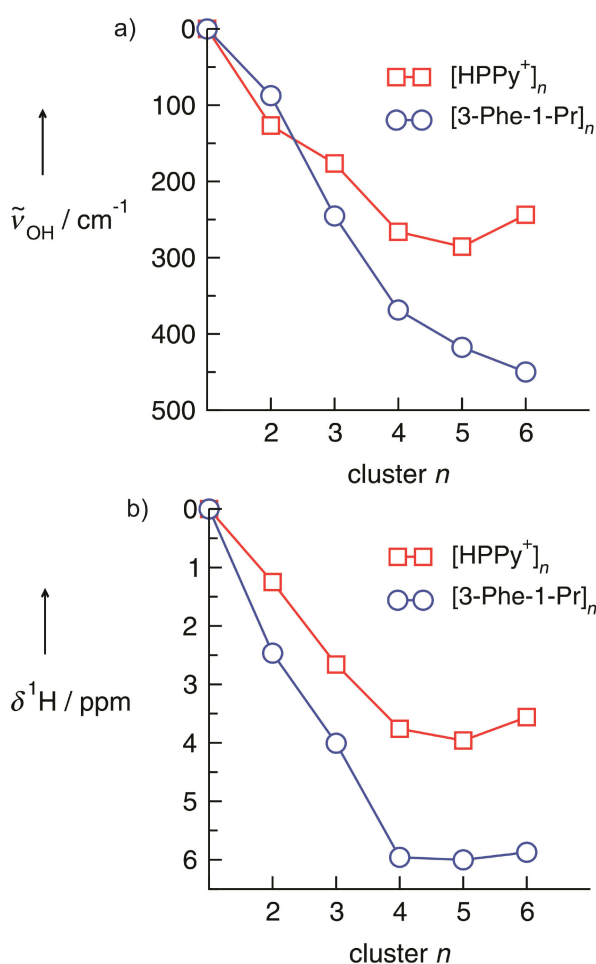 a)
0
100
200
300
400
500
ṽOH / cm⁻¹
[HPPy⁺]n
[3-Phe-1-Pr]n
2 3 4 5 6
cluster n
b)
0
1
2
3
4
5
6
δ¹H / ppm
[HPPy⁺]n
[3-Phe-1-Pr]n
2 3 4 5 6
cluster n